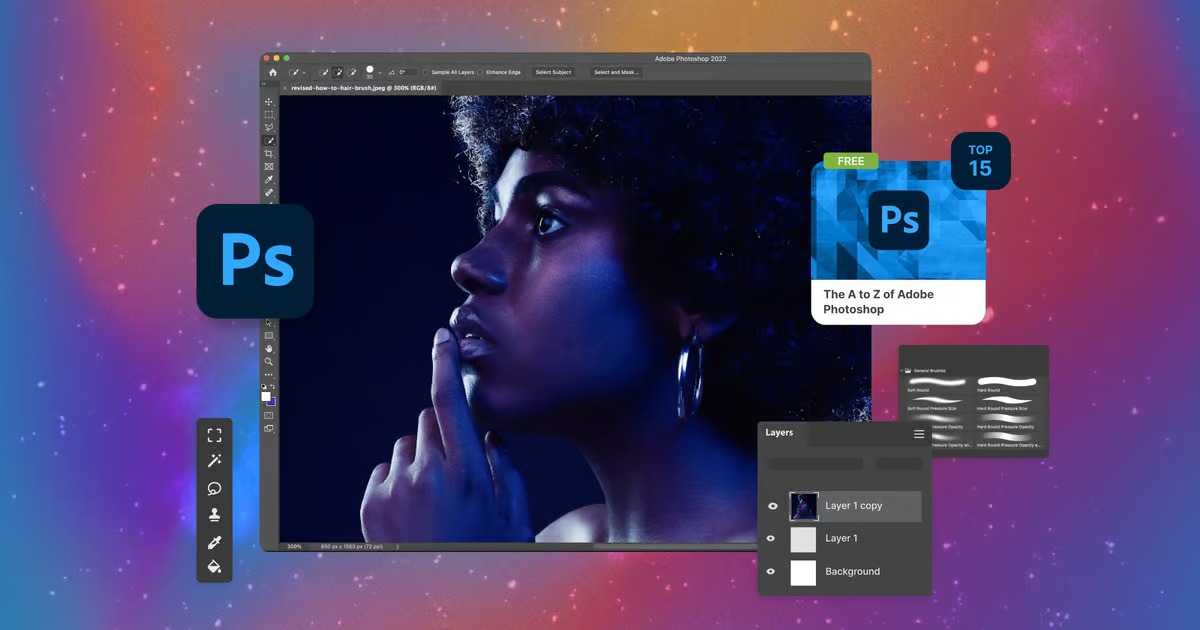 Adobe Photoshop 2022
30
0°
Sample All Layers
Enhance Edge
Select Subject
Select and Mask...
× revised-how-to-hair-brush.jpeg @ 300% (RGB/8#)
TOP
15
FREE
Ps
Ps
The A to Z of Adobe
Photoshop
General Brushes
Soft Round
Hard Round
Soft Round Pressure Size
Hard Round Pressure Size
Pressure Opacity
Hard Round Pressure Opacity
Pressure Opacity an...
Hard Round Pressure Opacity a...
Layers
Layer 1 copy
Layer 1
Background
300%
850 px x 1063 px (72 ppi)